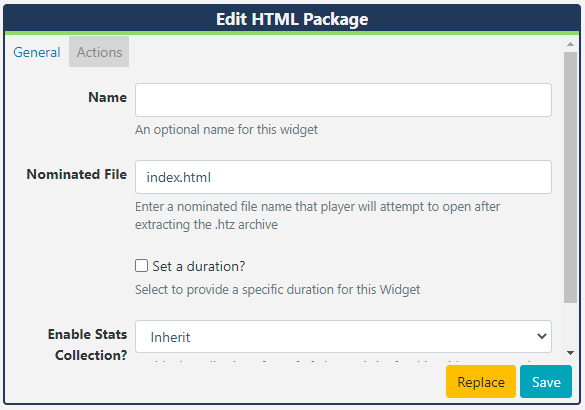 Edit HTML Package
General Actions
Name
An optional name for this widget
Nominated File index.html
Enter a nominated file name that player will attempt to open after
extracting the .htz archive
Set a duration?
Select to provide a specific duration for this Widget
Enable Stats Inherit
Collection?
Replace Save